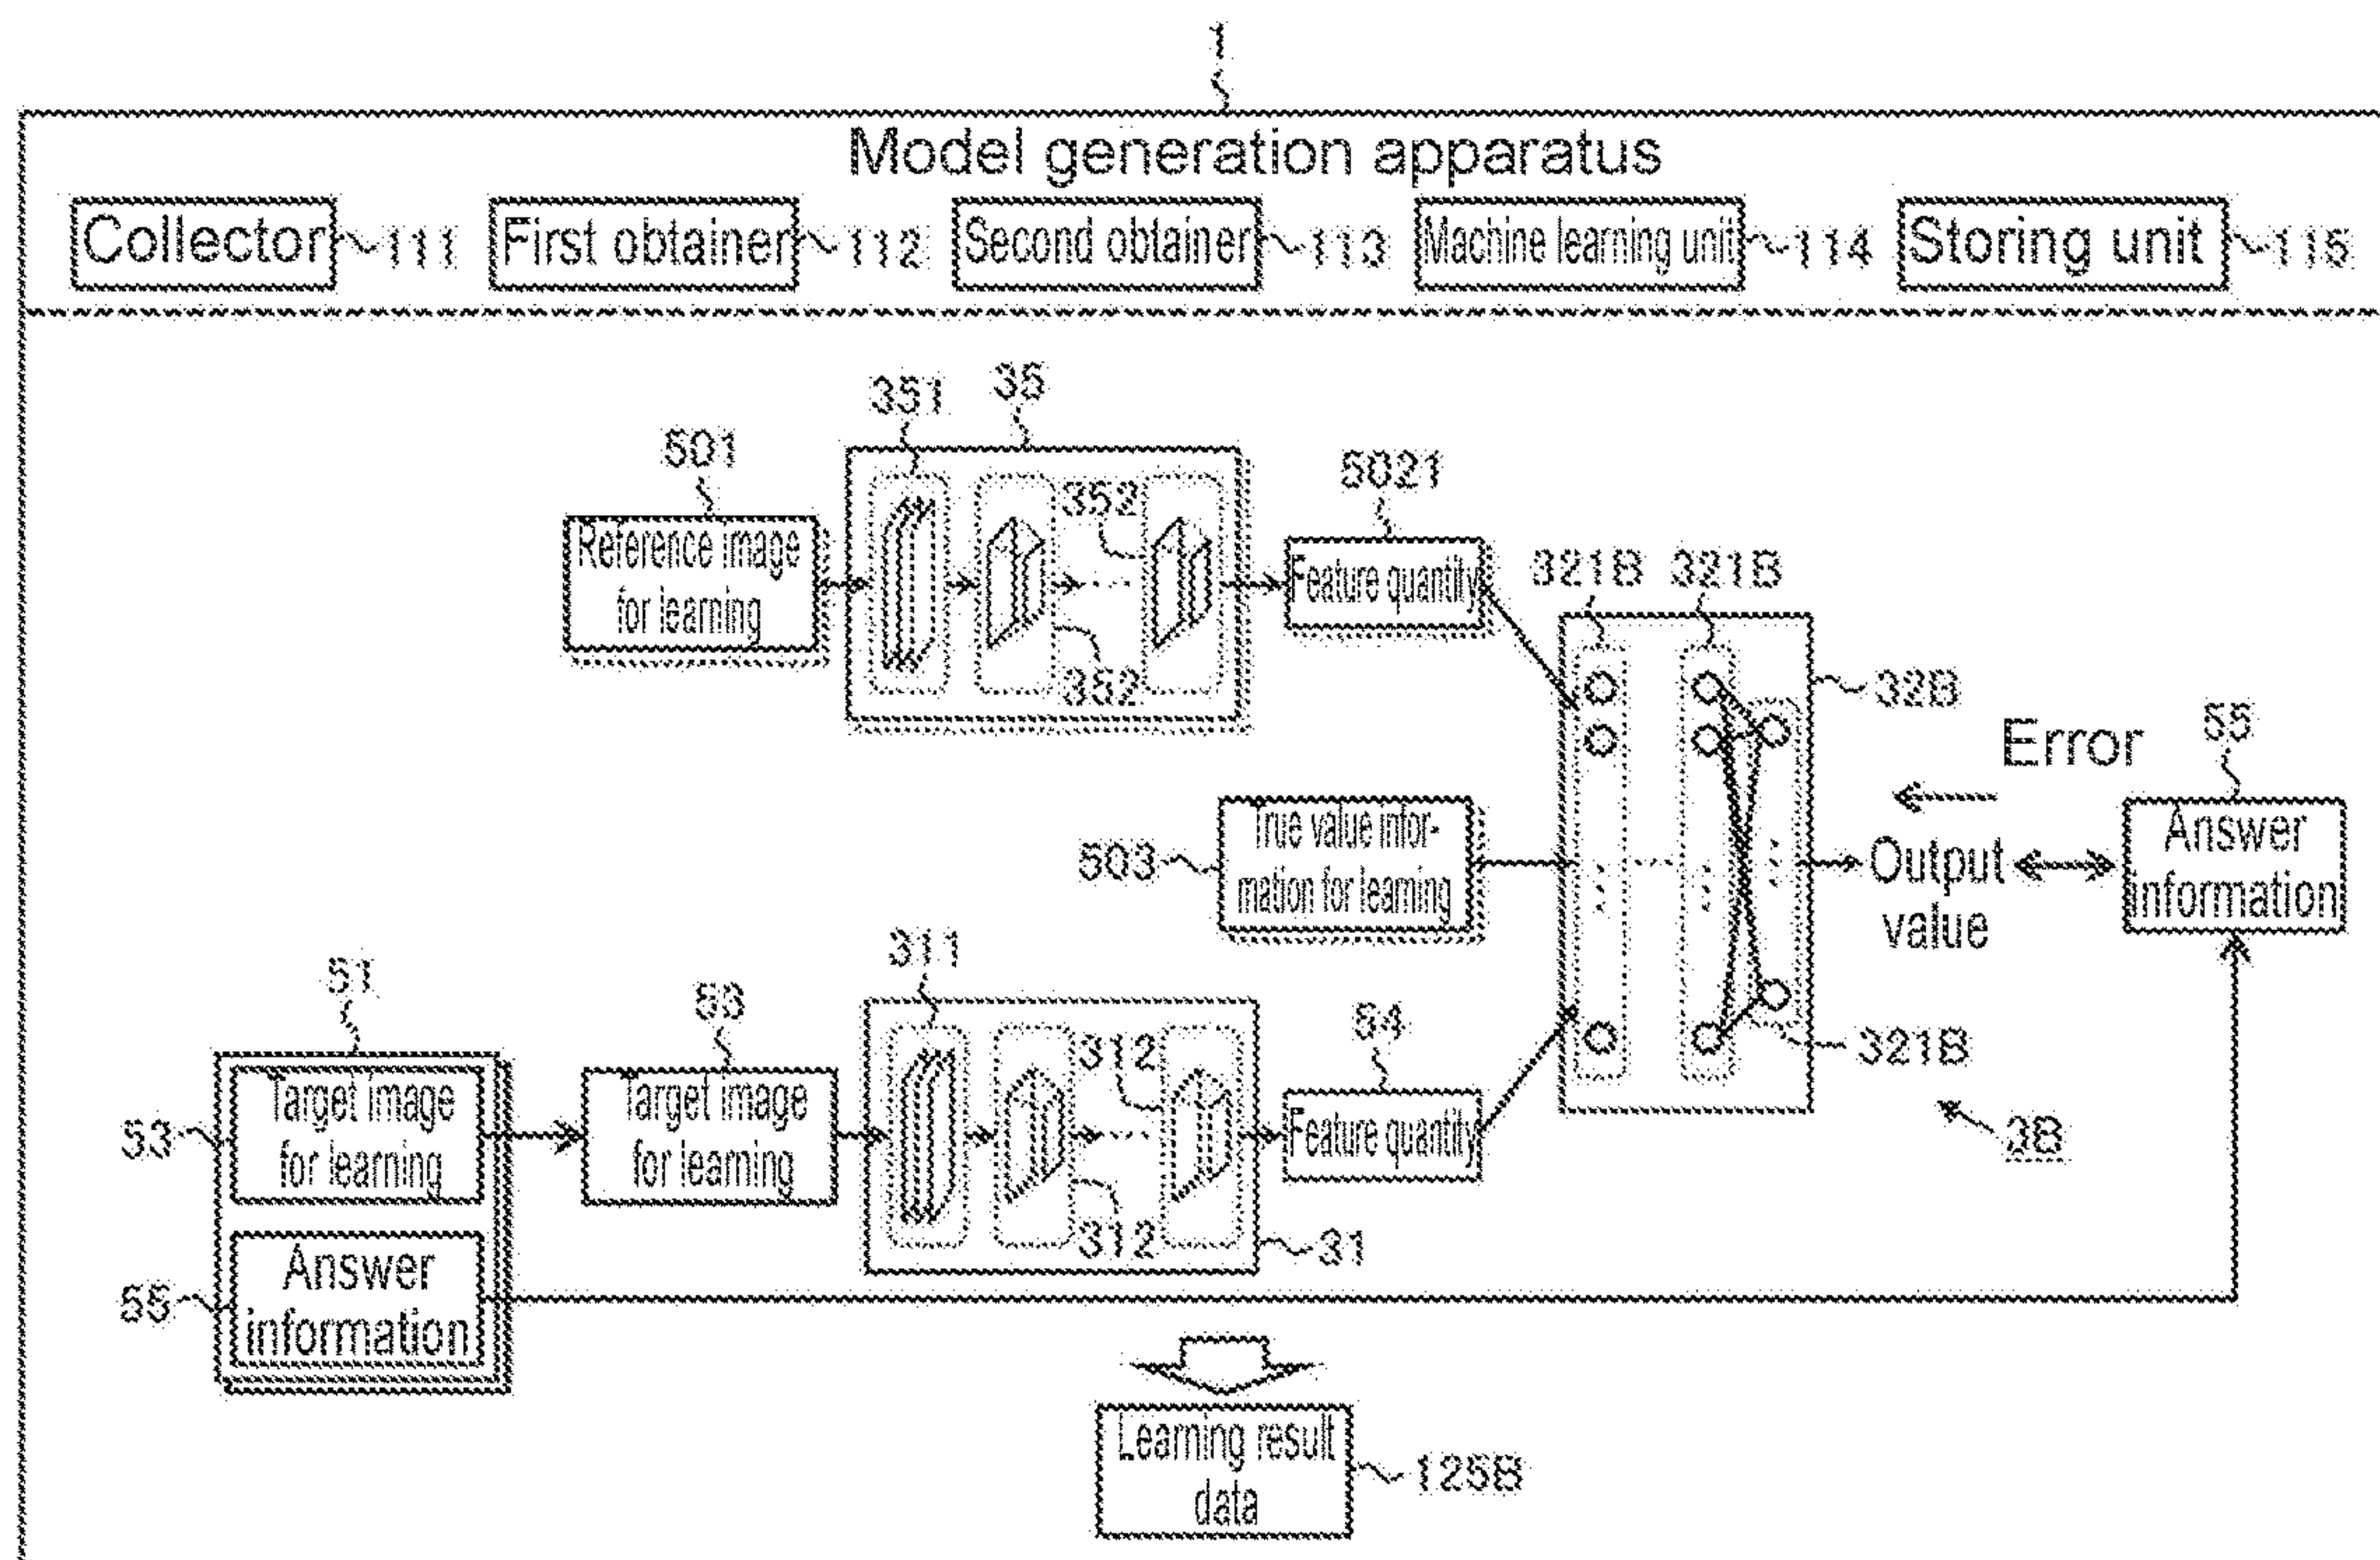 1
Model generation apparatus
Collector 111
First obtainer 112
Second obtainer 113
Machine learning unit 114
Storing unit 115
351
35
501
5021
Reference image
for learning
352
352
Feature quantity
321B
321B
32B
Error
55
503
True value infor-
mation for learning
Output
value
Answer
information
51
53
311
54
321B
53
Target image
for learning
Target image
for learning
312
312
Feature quantity
3B
31
55
Answer
information
Learning result
data
125B